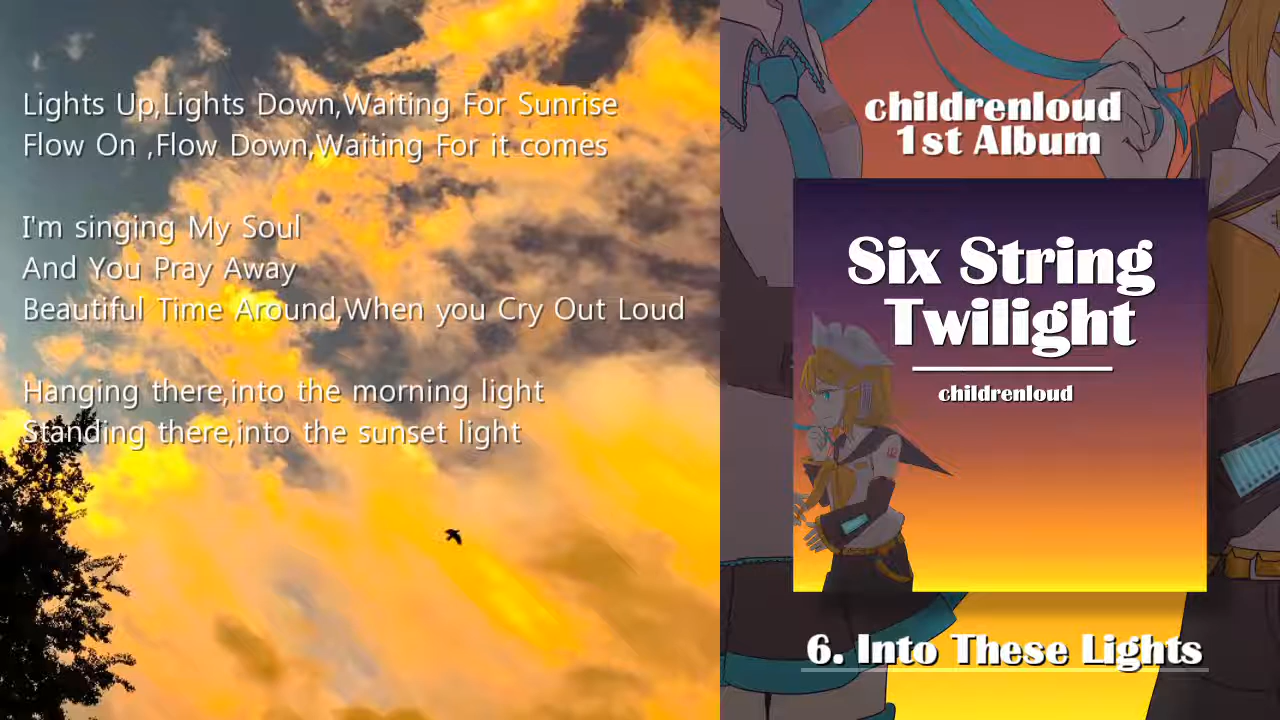 Lights Up,Lights Down,Waiting For Sunrise
Flow On ,Flow Down,Waiting For it comes
I'm singing My Soul
And You Pray Away
Beautiful Time Around,When you Cry Out Loud
Hanging there,into the morning light
Standing there,into the sunset light
childrenloud
1st Album
Six String
Twilight
childrenloud
6. Into These Lights